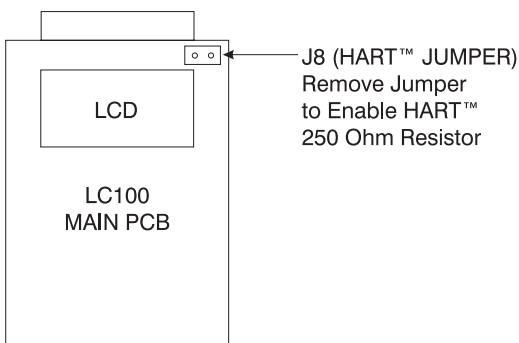 J8 (HART™ JUMPER)
Remove Jumper
to Enable HART™
250 Ohm Resistor
LCD
LC100
MAIN PCB